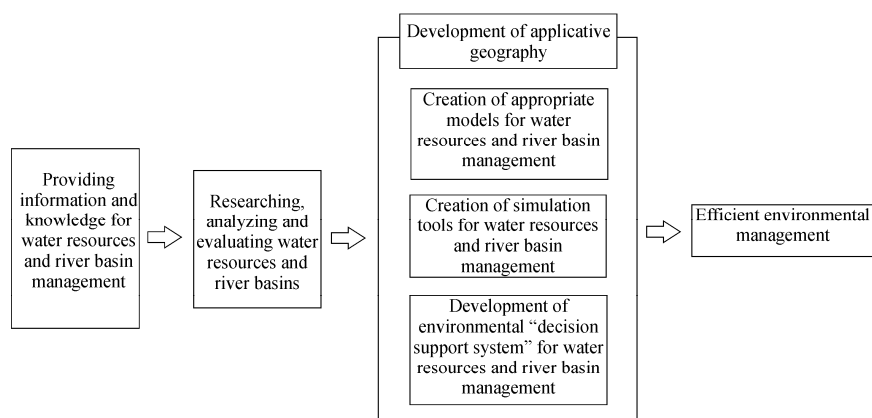 Providing
information and
knowledge for
water resources
and river basin
management
Researching,
analyzing and
evaluating water
resources and
river basins
Development of applicative
geography
Creation of appropriate
models for water
resources and river basin
management
Creation of simulation
tools for water resources
and river basin
management
Development of
environmental “decision
support system” for water
resources and river basin
management
Efficient environmental
management